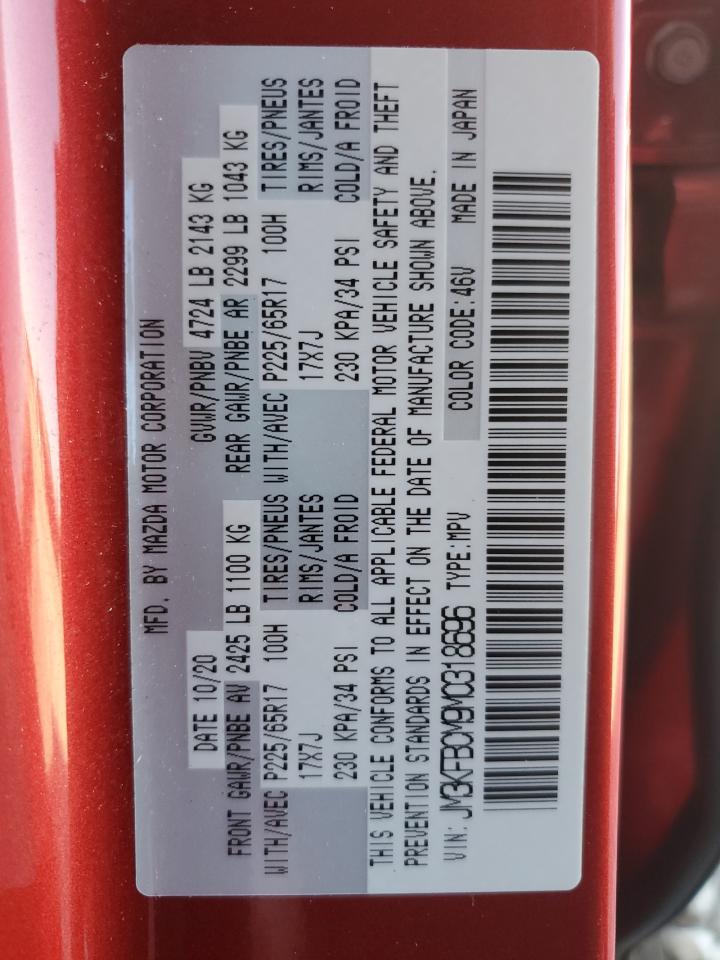 MFD. BY MAZDA MOTOR CORPORATION
DATE 10/20 GVWR/PNBV 4724 LB 2143 KG
FRONT GAWR/PNBE AV 2425 LB 1100 KG REAR GAWR/PNBE AR 2299 LB 1043 KG
WITH/AVEC P225/65R17 100H TIRES/PNEUS WITH/AVEC P225/65R17 100H TIRES/PNEUS
17X7J RIMS/JANTES 17X7J RIMS/JANTES
230 KPA/34 PSI COLD/A FROID 230 KPA/34 PSI COLD/A FROID
THIS VEHICLE CONFORMS TO ALL APPLICABLE FEDERAL MOTOR VEHICLE SAFETY AND THEFT
PREVENTION STANDARDS IN EFFECT ON THE DATE OF MANUFACTURE SHOWN ABOVE.
VIN: JM3KFBCM9M0318696 TYPE:MPV COLOR CODE:46V MADE IN JAPAN